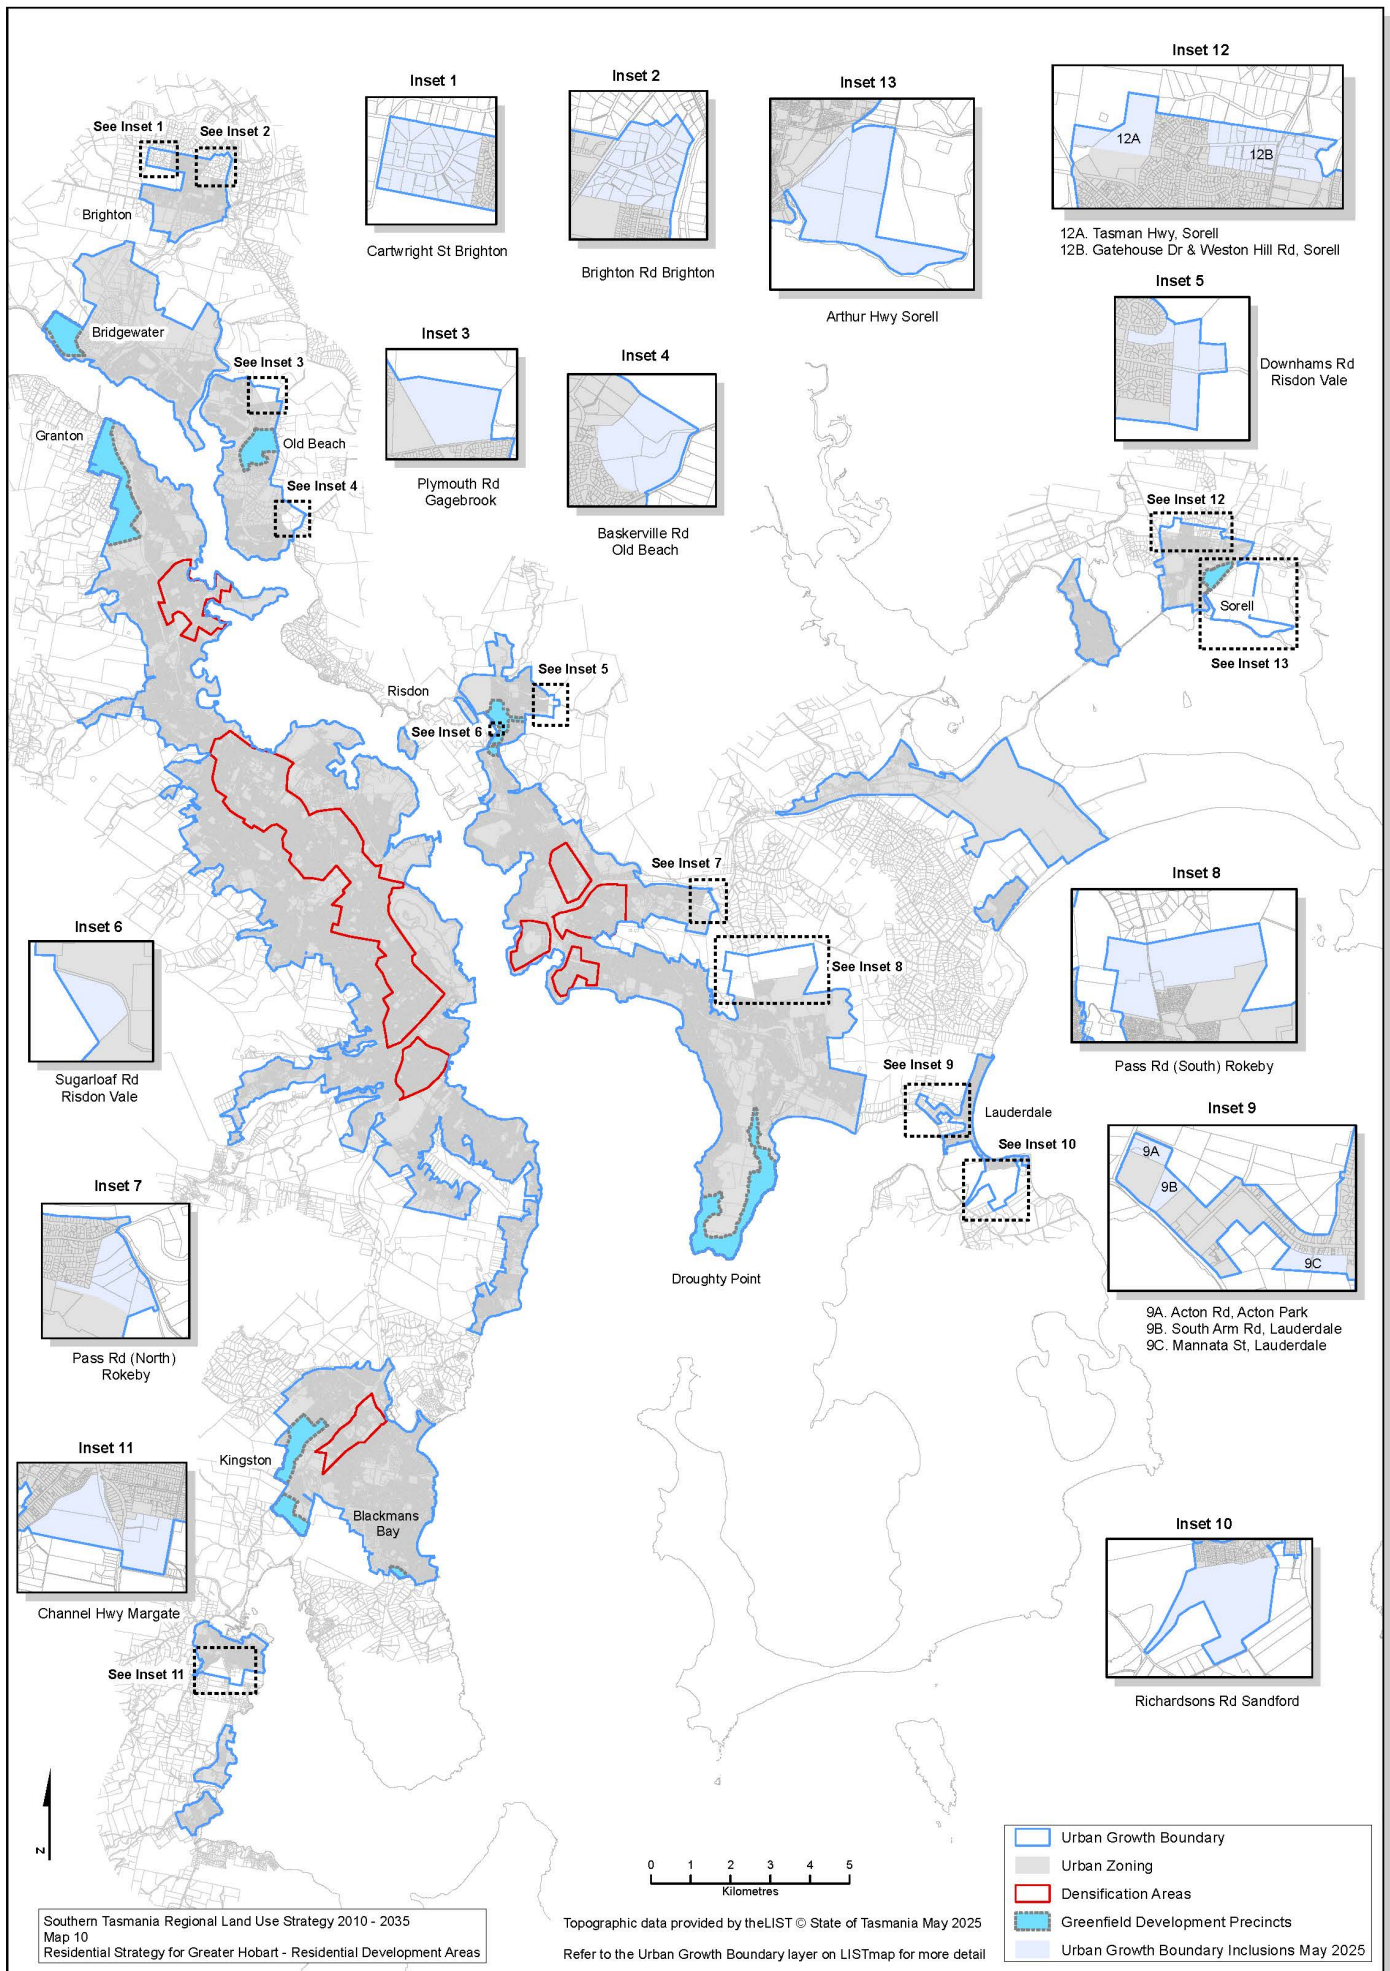 Inset 12
Inset 1
Inset 2
Inset 13
See Inset 1
See Inset 2
12A
12B
Brighton
Cartwright St Brighton
Brighton Rd Brighton
12A. Tasman Hwy, Sorell
12B. Gatehouse Dr & Weston Hill Rd, Sorell
Inset 5
Arthur Hwy Sorell
Bridgewater
Inset 3
Inset 4
See Inset 3
Downhams Rd
Risdon Vale
Granton
Old Beach
Plymouth Rd
Gagebrook
See Inset 4
Baskerville Rd
Old Beach
See Inset 12
Sorell
See Inset 13
Risdon
See Inset 5
See Inset 6
See Inset 7
Inset 8
Inset 6
See Inset 8
Pass Rd (South) Rokeby
Sugarloaf Rd
Risdon Vale
See Inset 9
Lauderdale
Inset 9
See Inset 10
9A
9B
9C
Inset 7
Droughty Point
9A. Acton Rd, Acton Park
9B. South Arm Rd, Lauderdale
9C. Mannata St, Lauderdale
Pass Rd (North)
Rokeby
Inset 11
Kingston
Blackmans
Bay
Inset 10
Channel Hwy Margate
See Inset 11
Richardsons Rd Sandford
N
0 1 2 3 4 5
Kilometres
Urban Growth Boundary
Urban Zoning
Densification Areas
Greenfield Development Precincts
Urban Growth Boundary Inclusions May 2025
Southern Tasmania Regional Land Use Strategy 2010 - 2035
Map 10
Residential Strategy for Greater Hobart - Residential Development Areas
Topographic data provided by theLIST © State of Tasmania May 2025
Refer to the Urban Growth Boundary layer on LISTmap for more detail